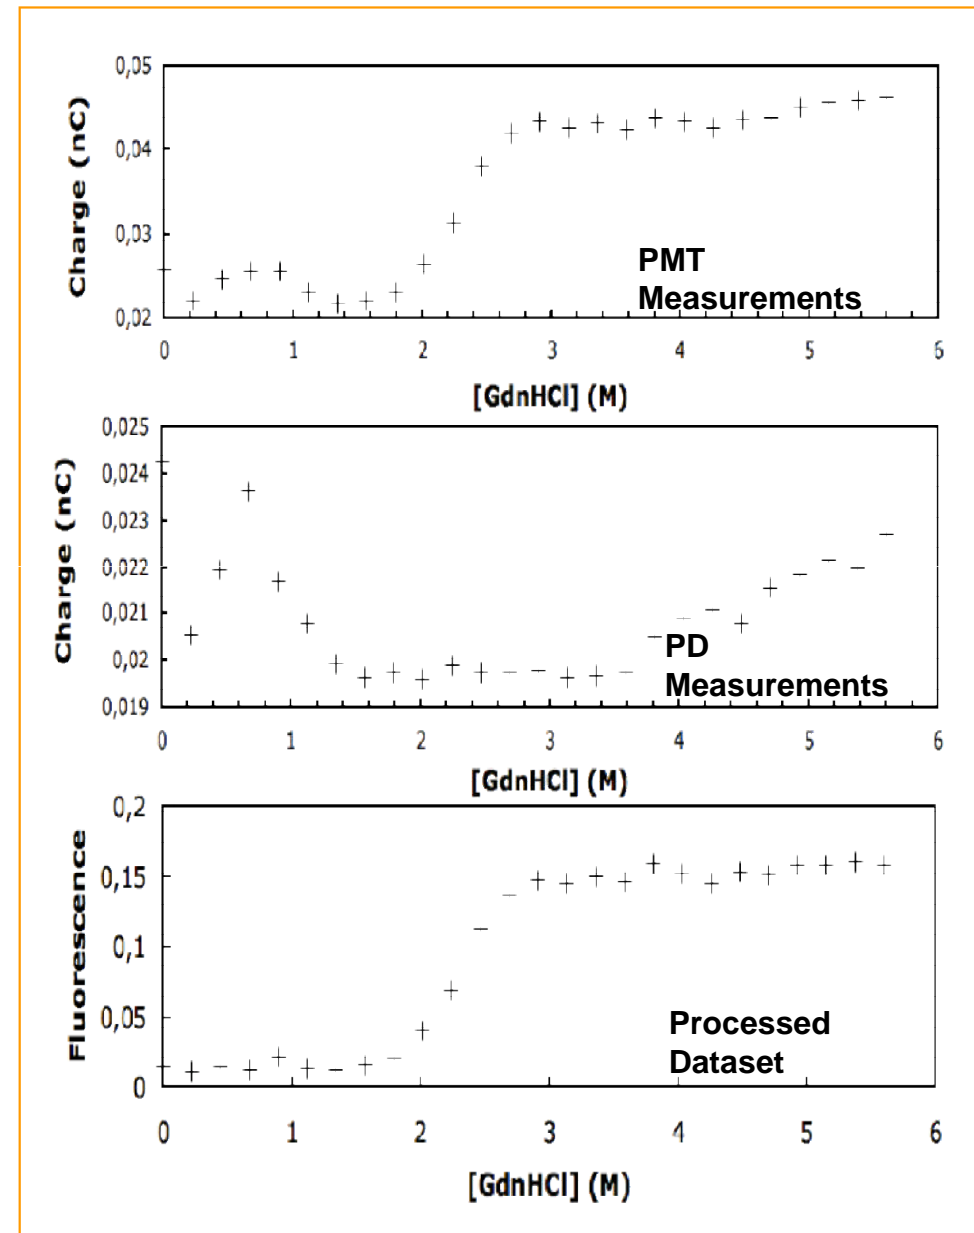 0,05
0,04
0,03
0,02
Charge (nC)
PMT
Measurements
0 1 2 3 4 5 6
[GdnHCl] (M)
0,025
0,024
0,023
0,022
0,021
0,02
0,019
Charge (nC)
PD
Measurements
0 1 2 3 4 5 6
[GdnHCl] (M)
0,2
0,15
0,1
0,05
0
Fluorescence
Processed
Dataset
0 1 2 3 4 5 6
[GdnHCl] (M)